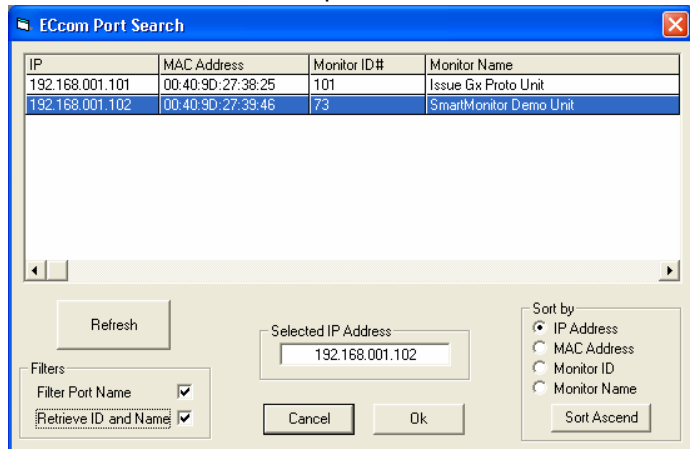 ECcom Port Search
IP MAC Address Monitor ID# Monitor Name
192.168.001.101 00:40:9D:27:38:25 101 Issue Gx Proto Unit
192.168.001.102 00:40:9D:27:39:46 73 SmartMonitor Demo Unit
Refresh
Filters
Filter Port Name
Retrieve ID and Name
Selected IP Address
192.168.001.102
Cancel Ok
Sort by
IP Address
MAC Address
Monitor ID
Monitor Name
Sort Ascend